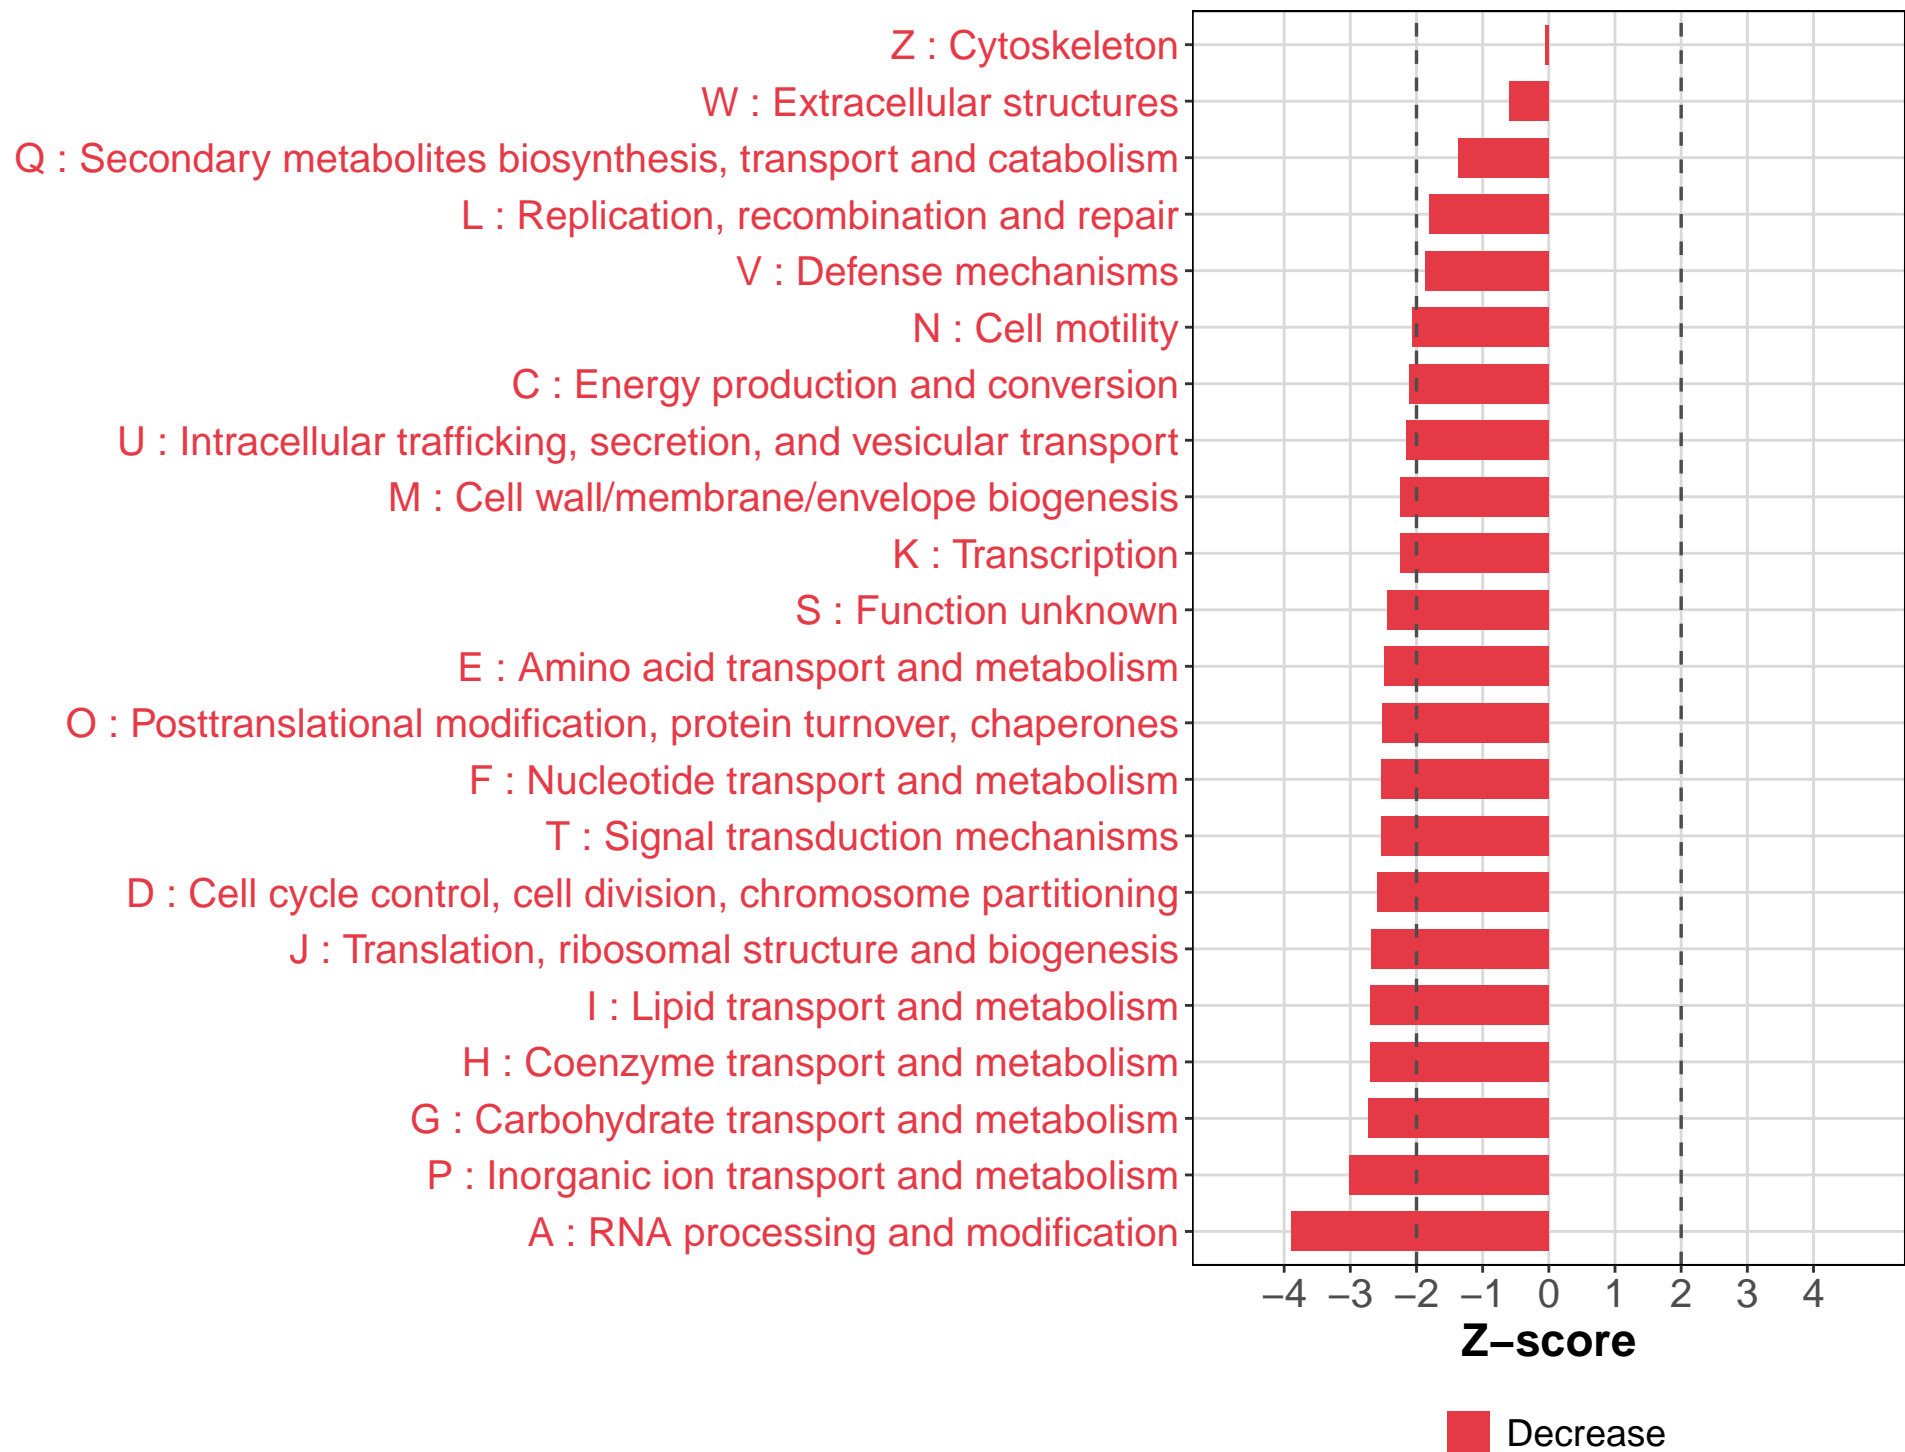 Z : Cytoskeleton
W : Extracellular structures
Q : Secondary metabolites biosynthesis, transport and catabolism
L : Replication, recombination and repair
V : Defense mechanisms
N : Cell motility
C : Energy production and conversion
U : Intracellular trafficking, secretion, and vesicular transport
M : Cell wall/membrane/envelope biogenesis
K : Transcription
S : Function unknown
E : Amino acid transport and metabolism
O : Posttranslational modification, protein turnover, chaperones
F : Nucleotide transport and metabolism
T : Signal transduction mechanisms
D : Cell cycle control, cell division, chromosome partitioning
J : Translation, ribosomal structure and biogenesis
I : Lipid transport and metabolism
H : Coenzyme transport and metabolism
G : Carbohydrate transport and metabolism
P : Inorganic ion transport and metabolism
A : RNA processing and modification
−4 −3 −2 −1 0 1 2 3 4
Z−score
Decrease